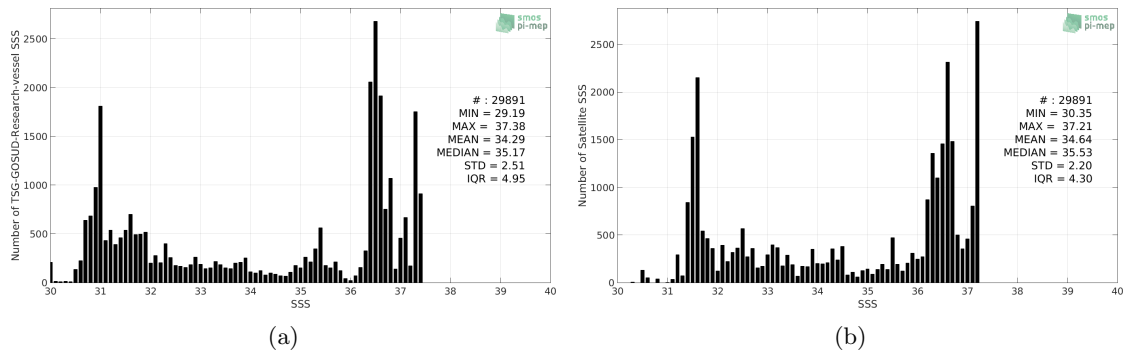 smos
pi-mep
Number of TSG-GOSUD-Research-vessel SSS
2500
2000
1500
1000
500
0
# : 29891
MIN = 29.19
MAX = 37.38
MEAN = 34.29
MEDIAN = 35.17
STD = 2.51
IQR = 4.95
30 31 32 33 34 35 36 37 38 39 40
SSS
(a)
smos
pi-mep
Number of Satellite SSS
2500
2000
1500
1000
500
0
# : 29891
MIN = 30.35
MAX = 37.21
MEAN = 34.64
MEDIAN = 35.53
STD = 2.20
IQR = 4.30
30 31 32 33 34 35 36 37 38 39 40
SSS
(b)